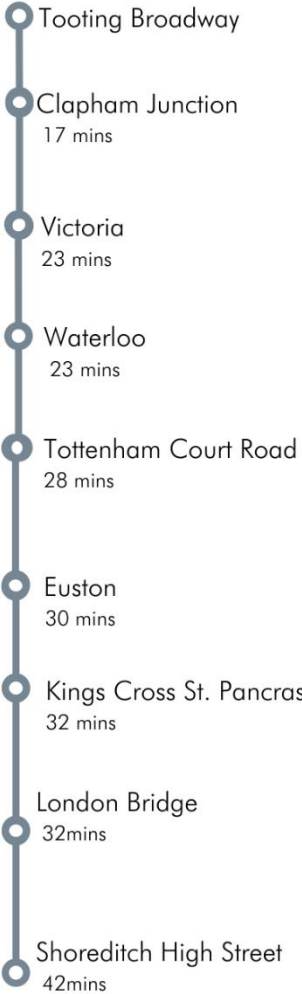 Tooting Broadway
Clapham Junction
17 mins
Victoria
23 mins
Waterloo
23 mins
Tottenham Court Road
28 mins
Euston
30 mins
Kings Cross St. Pancras
32 mins
London Bridge
32mins
Shoreditch High Street
42mins